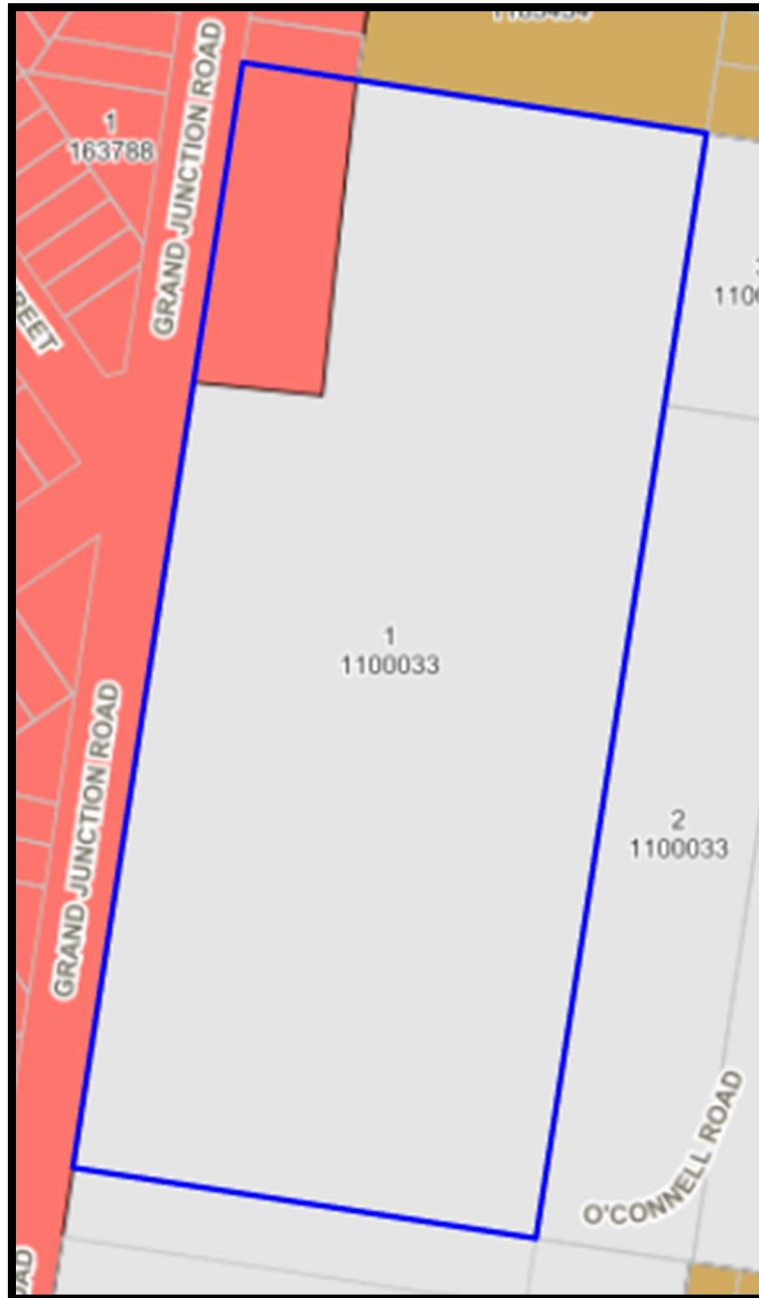 1
163788
GRAND JUNCTION ROAD
1
1100033
2
1100033
GRAND JUNCTION ROAD
O'CONNELL ROAD